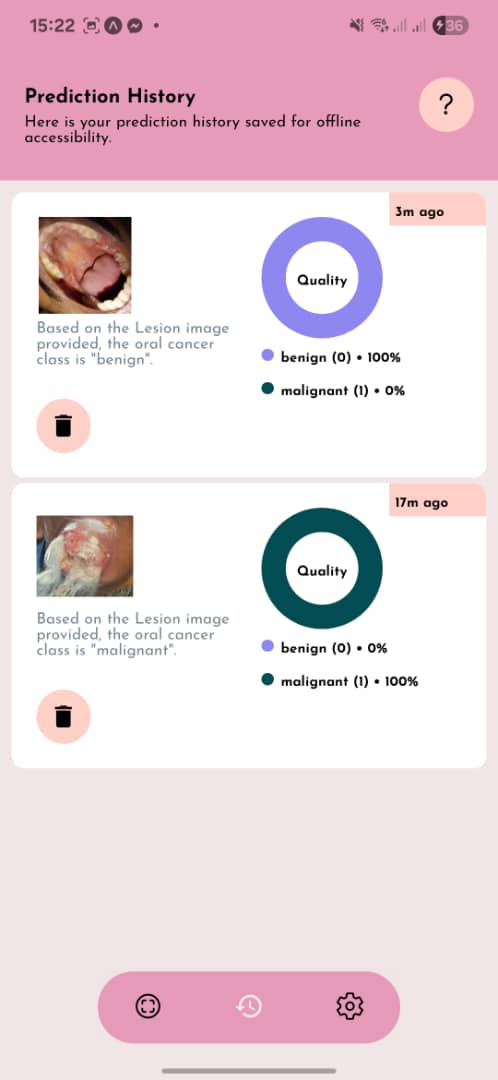 15:22
36
Prediction History
Here is your prediction history saved for offline
accessibility.
?
3m ago
Quality
Based on the Lesion image
provided, the oral cancer
class is "benign".
benign (0) • 100%
malignant (1) • 0%
17m ago
Quality
Based on the Lesion image
provided, the oral cancer
class is "malignant".
benign (0) • 0%
malignant (1) • 100%